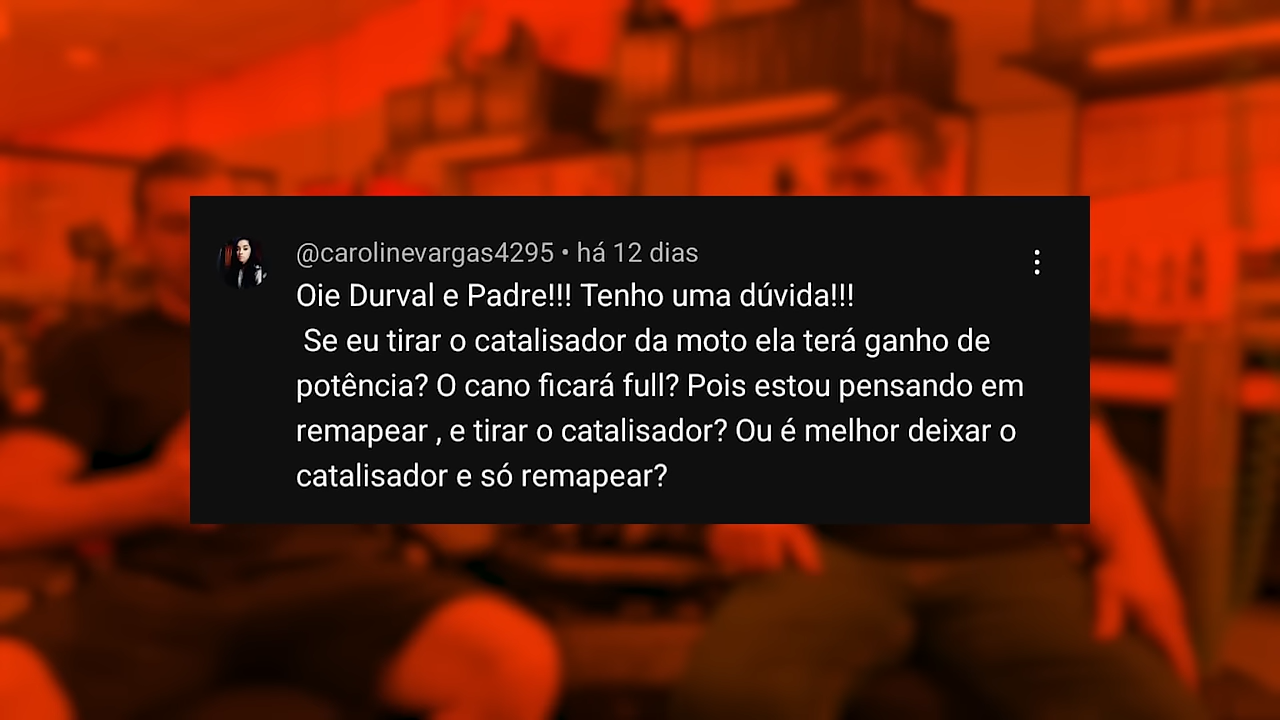 @carolinevargas4295 • há 12 dias
Oie Durval e Padre!!! Tenho uma dúvida!!!
Se eu tirar o catalisador da moto ela terá ganho de
potência? O cano ficará full? Pois estou pensando em
remapear , e tirar o catalisador? Ou é melhor deixar o
catalisador e só remapear?